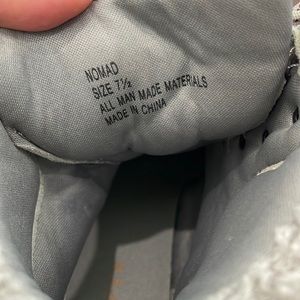 NOMAD
SIZE 7½
ALL MAN MADE MATERIALS
MADE IN CHINA